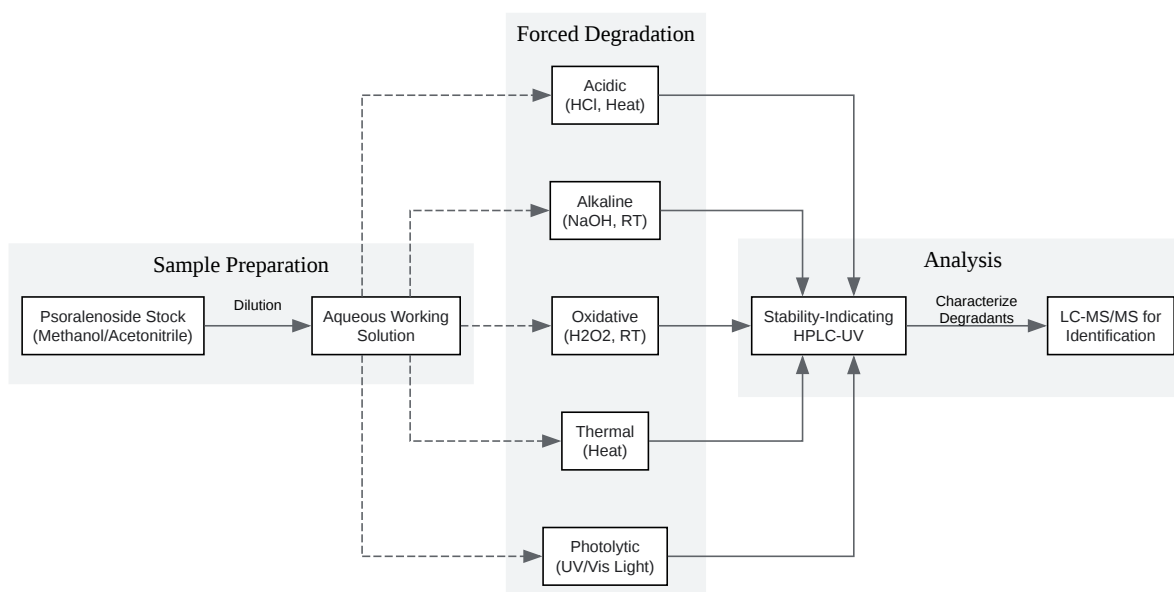 Forced Degradation
Acidic
(HCl, Heat)
Alkaline
(NaOH, RT)
Sample Preparation
Analysis
Psoralenoside Stock
(Methanol/Acetonitrile)
Dilution
Aqueous Working
Solution
Oxidative
(H2O2, RT)
Stability-Indicating
HPLC-UV
Characterize
Degradants
LC-MS/MS for
Identification
Thermal
(Heat)
Photolytic
(UV/Vis Light)